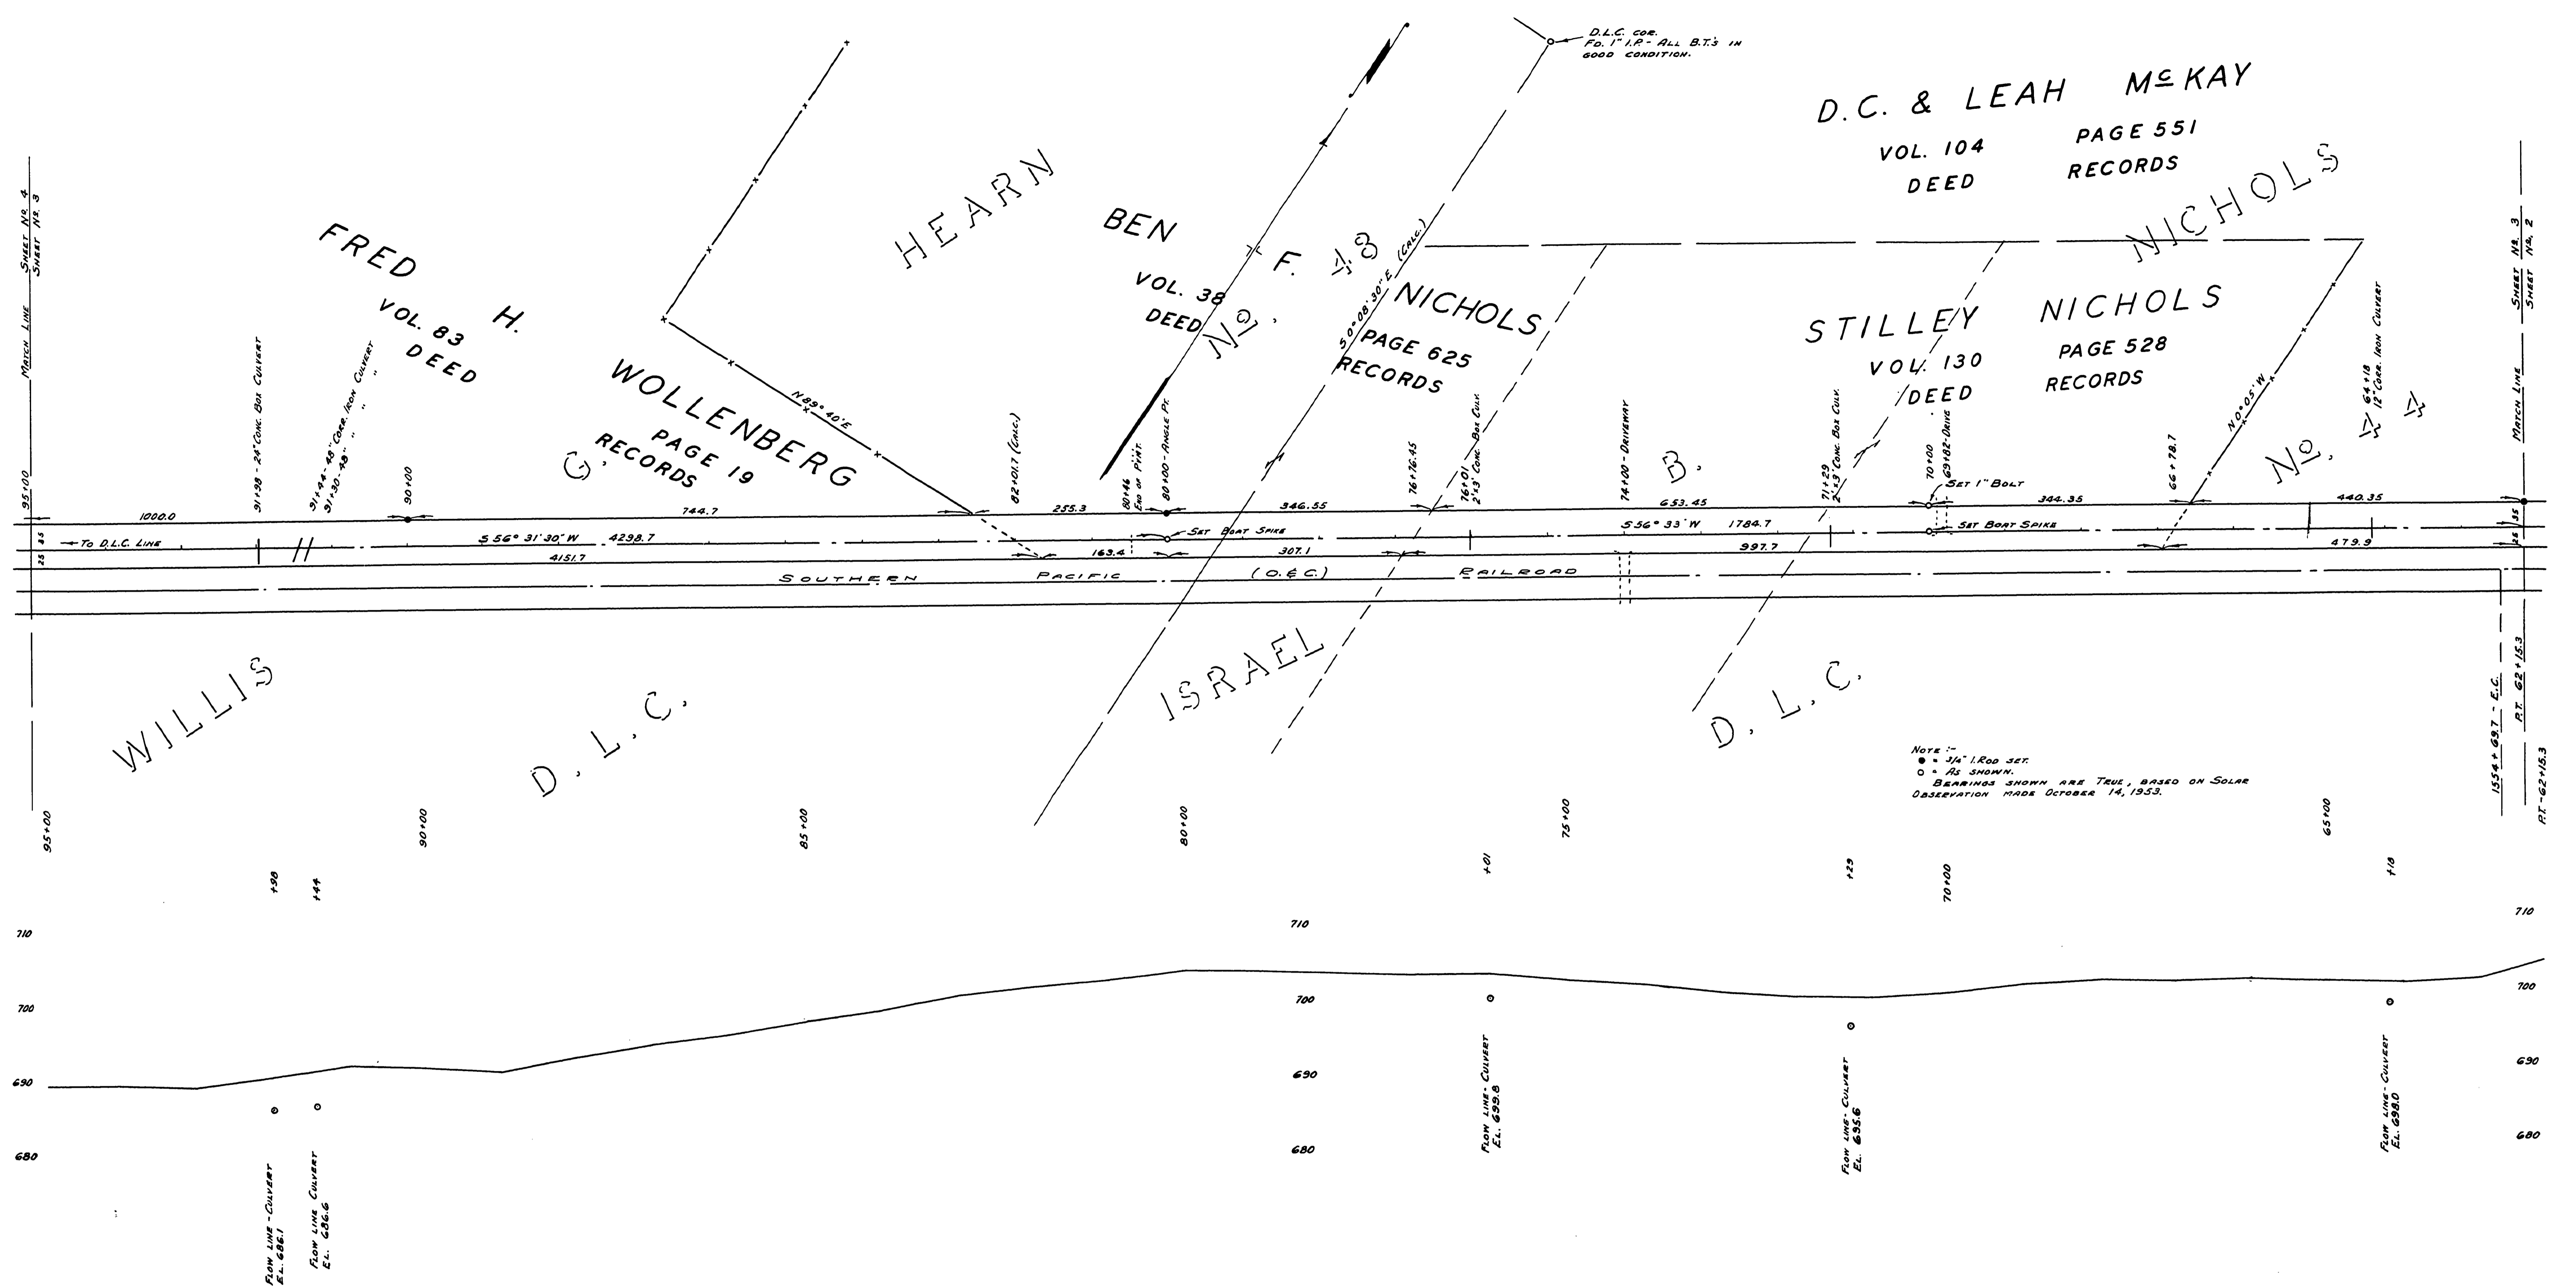 D.L.C. COR.
FD. 1" I.P. - ALL B.T.'S IN
GOOD CONDITION.
D.C. & LEAH McKAY
VOL. 104 PAGE 551
DEED RECORDS
MATCH LINE SHEET No. 4
SHEET No. 3
FRED H. WOLLENBERG
VOL. 83 PAGE 19
DEED RECORDS
HEARN
BEN F. NICHOLS
VOL. 38 PAGE 625
DEED RECORDS
No. 48
S 0° 08' 30" E (CALC.)
NICHOLS
STILLEY NICHOLS
VOL. 130 PAGE 528
DEED RECORDS
MATCH LINE SHEET No. 3
SHEET No. 2
N 89° 40' E
N 0° 05' W
G.
B.
No.
95+00
91+98 - 24" CONC. BOX CULVERT
91+44 - 48" CORR. IRON CULVERT
91+30 - 48" " " "
90+00
82+01.7 (CALC.)
80+46
END OF P'M'T.
80+00 - ANGLE PT.
76+76.45
76+01
2'x3' CONC. BOX CULV.
74+00 - DRIVEWAY
71+29
2'x3' CONC. BOX CULV.
70+00
69+82 - DRIVE
66+78.7
64+18
12" CORR. IRON CULVERT
SET 1" BOLT
1000.0 744.7 255.3 346.55 653.45 344.35 440.35
TO D.L.C. LINE S 56° 31' 30" W 4298.7 SET BOAT SPIKE S 56° 33' W 1784.7 SET BOAT SPIKE
25 35 4151.7 163.4 307.1 997.7 479.9 25 35
SOUTHERN PACIFIC (O. & C.) RAILROAD
WILLIS
D.L.C.
ISRAEL
D.L.C.
NOTE :-
● = 3/4" I. ROD SET.
○ = AS SHOWN.
BEARINGS SHOWN ARE TRUE, BASED ON SOLAR
OBSERVATION MADE OCTOBER 14, 1953.
1554+69.7 - E.C.
P.T. 62+15.3
P.T. - 62+15.3
95+00 90+00 85+00 80+00 75+00 70+00 65+00
+98 +44 +01 +29 +18
710 710 710
700 700 700
690 690 690
680 680 680
FLOW LINE - CULVERT
EL. 686.1
FLOW LINE CULVERT
EL. 686.6
FLOW LINE - CULVERT
EL. 699.8
FLOW LINE - CULVERT
EL. 695.6
FLOW LINE - CULVERT
EL. 698.0